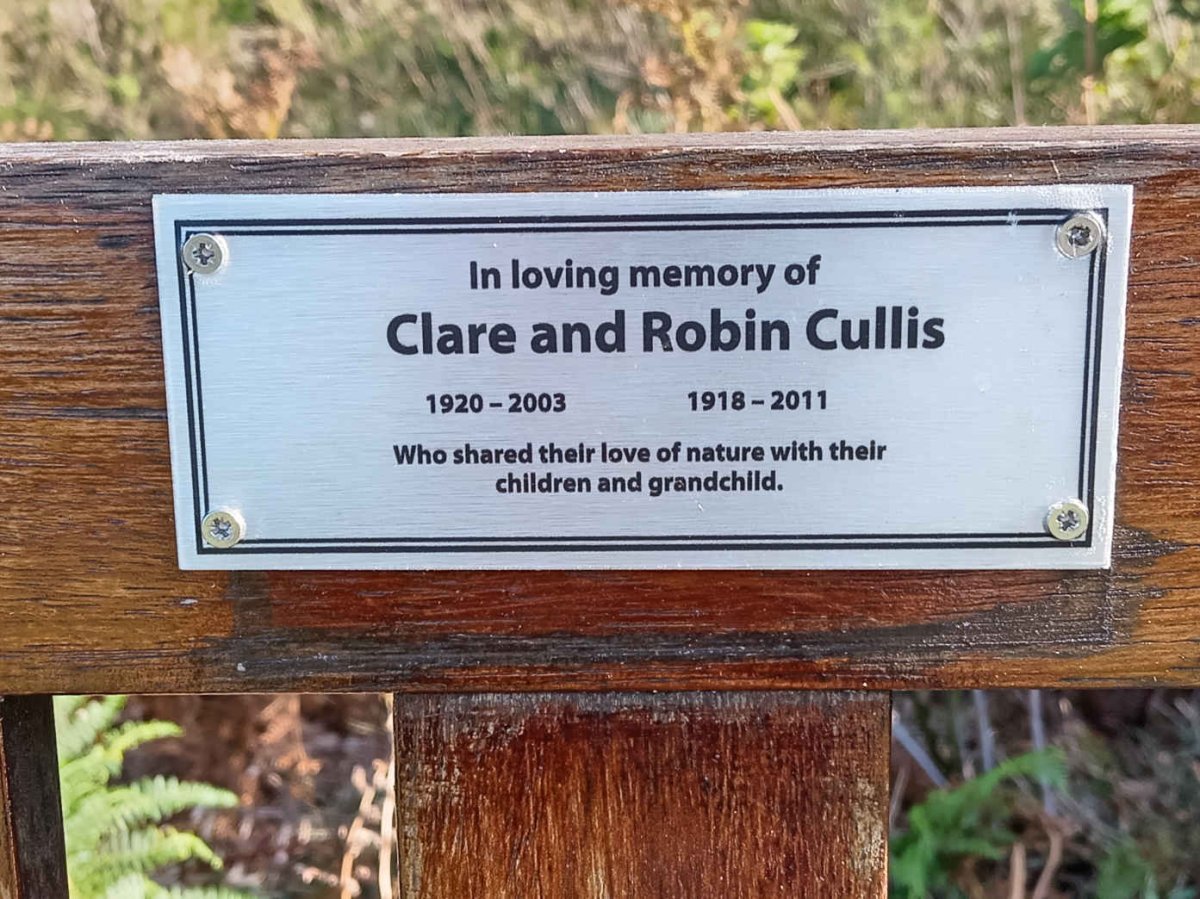 In loving memory of
Clare and Robin Cullis
1920 – 2003 1918 – 2011
Who shared their love of nature with their
children and grandchild.